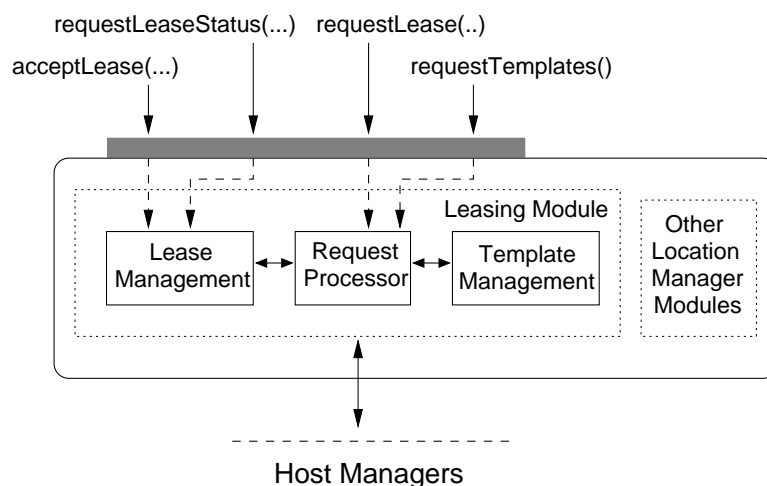 requestLeaseStatus(...)
requestLease(..)
acceptLease(...)
requestTemplates()
Leasing Module
Lease
Management
Request
Processor
Template
Management
Other
Location
Manager
Modules
Host Managers